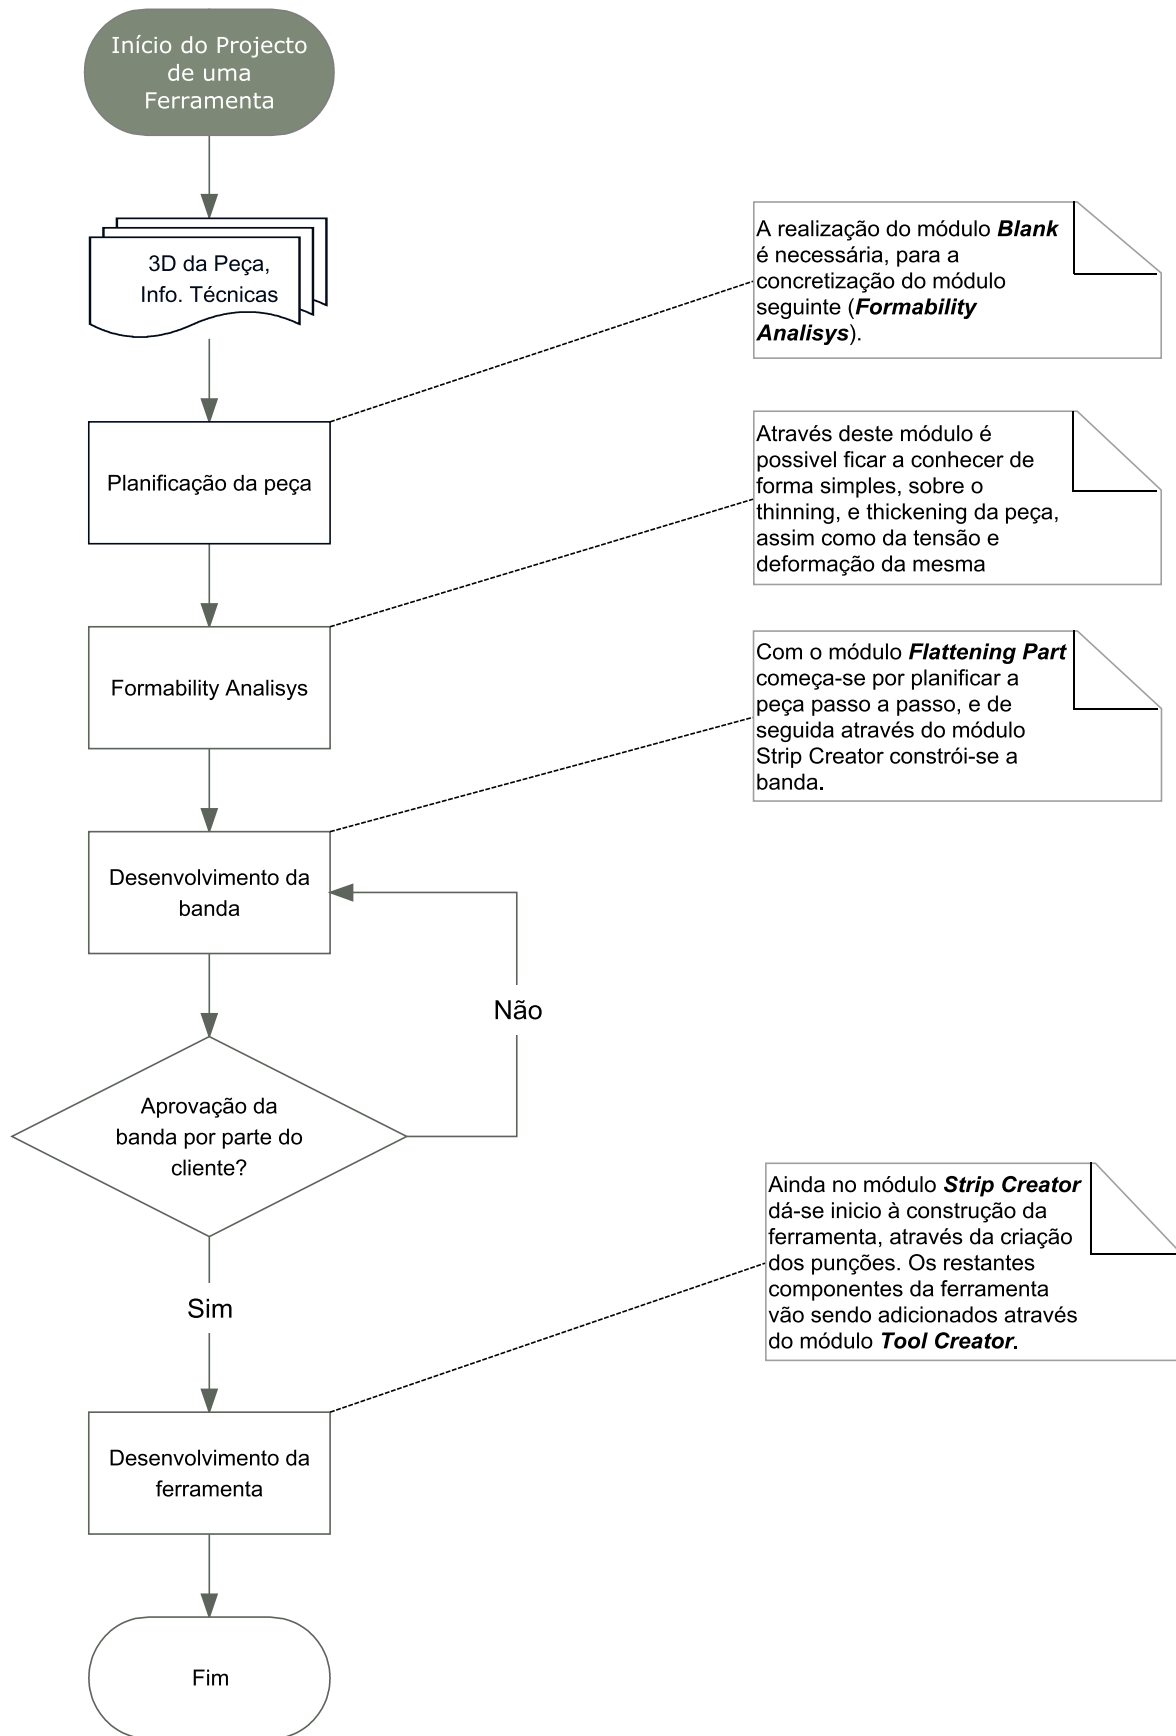 Início do Projecto
de uma
Ferramenta
3D da Peça,
Info. Técnicas
A realização do módulo Blank
é necessária, para a
concretização do módulo
seguinte (Formability
Analisys).
Planificação da peça
Através deste módulo é
possivel ficar a conhecer de
forma simples, sobre o
thinning, e thickening da peça,
assim como da tensão e
deformação da mesma
Formability Analisys
Com o módulo Flattening Part
começa-se por planificar a
peça passo a passo, e de
seguida através do módulo
Strip Creator constrói-se a
banda.
Desenvolvimento da
banda
Não
Aprovação da
banda por parte do
cliente?
Sim
Ainda no módulo Strip Creator
dá-se inicio à construção da
ferramenta, através da criação
dos punções. Os restantes
componentes da ferramenta
vão sendo adicionados através
do módulo Tool Creator.
Desenvolvimento da
ferramenta
Fim